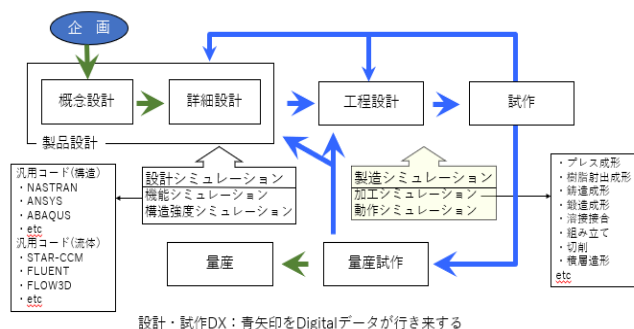 企 画
概念設計
詳細設計
工程設計
試作
製品設計
汎用コード(構造)
・NASTRAN
・ANSYS
・ABAQUS
・etc
汎用コード(流体)
・STAR-CCM
・FLUENT
・FLOW3D
・etc
設計シミュレーション
機能シミュレーション
構造強度シミュレーション
製造シミュレーション
加工シミュレーション
動作シミュレーション
・プレス成形
・樹脂射出成形
・鋳造成形
・鍛造成形
・溶接接合
・組み立て
・切削
・積層造形
etc
量産
量産試作
設計・試作DX：青矢印をDigitalデータが行き来する